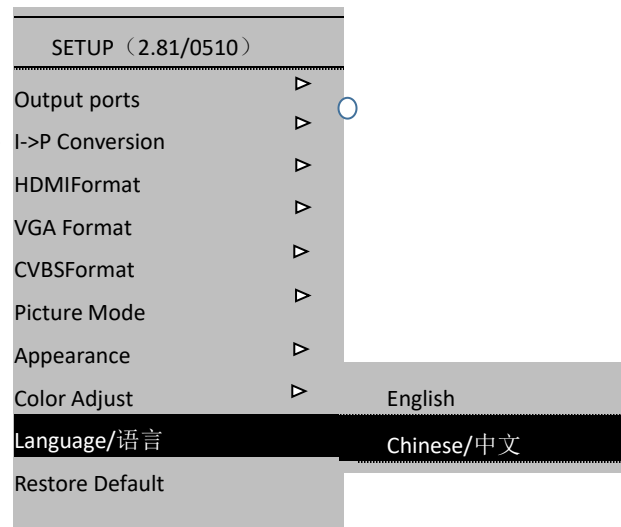 SETUP（2.81/0510）
Output ports
I->P Conversion
HDMIFormat
VGA Format
CVBSFormat
Picture Mode
Appearance
Color Adjust
Language/语言
Restore Default
English
Chinese/中文